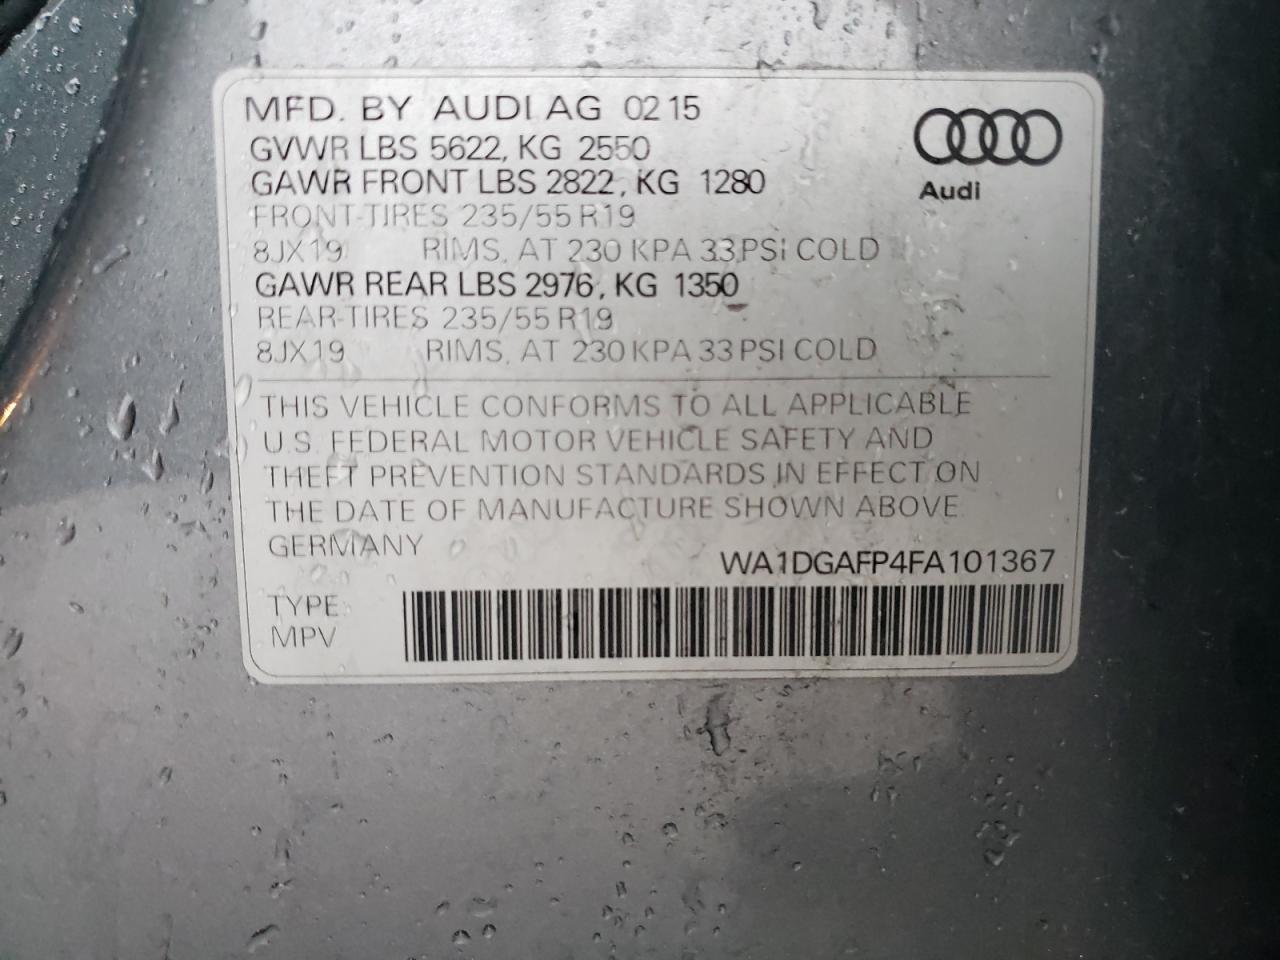 MFD. BY AUDI AG 02 15
GVWR LBS 5622, KG 2550
GAWR FRONT LBS 2822, KG 1280
FRONT-TIRES 235/55 R19
8JX19 RIMS, AT 230 KPA 33 PSI COLD
GAWR REAR LBS 2976, KG 1350
REAR-TIRES 235/55 R19
8JX19 RIMS, AT 230 KPA 33 PSI COLD
Audi
THIS VEHICLE CONFORMS TO ALL APPLICABLE
U.S. FEDERAL MOTOR VEHICLE SAFETY AND
THEFT PREVENTION STANDARDS IN EFFECT ON
THE DATE OF MANUFACTURE SHOWN ABOVE
GERMANY
WA1DGAFP4FA101367
TYPE:
MPV